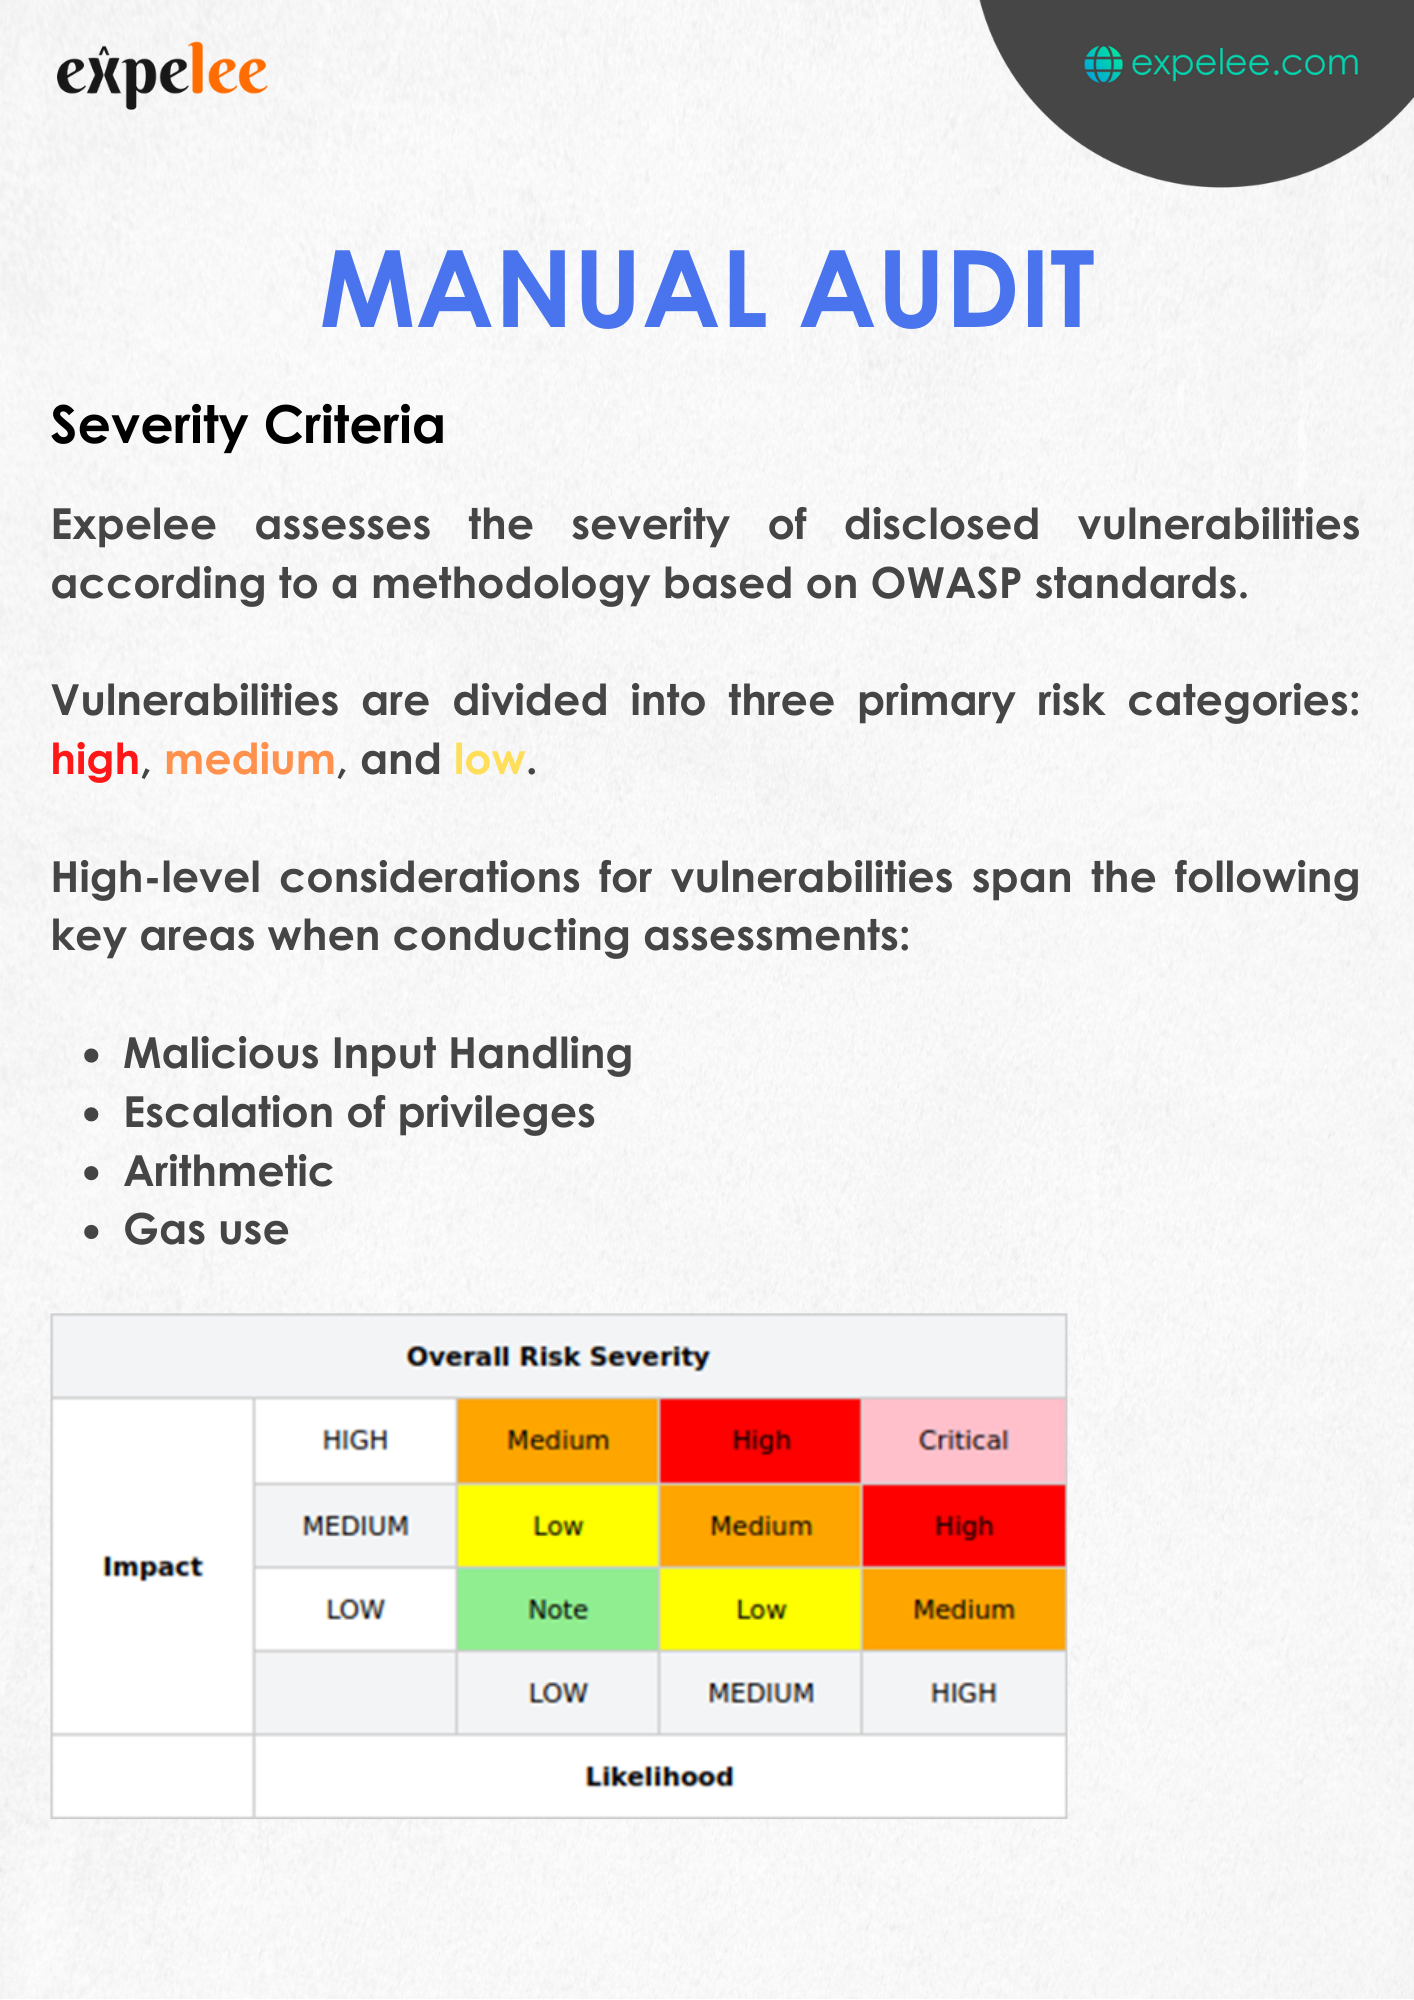 expelee
expelee.com
MANUAL AUDIT
Severity Criteria
Expelee assesses the severity of disclosed vulnerabilities
according to a methodology based on OWASP standards.
Vulnerabilities are divided into three primary risk categories:
high, medium, and low.
High-level considerations for vulnerabilities span the following
key areas when conducting assessments:
• Malicious Input Handling
• Escalation of privileges
• Arithmetic
• Gas use
Overall Risk Severity
HIGH Medium High Critical
MEDIUM Low Medium High
Impact
LOW Note Low Medium
LOW MEDIUM HIGH
Likelihood